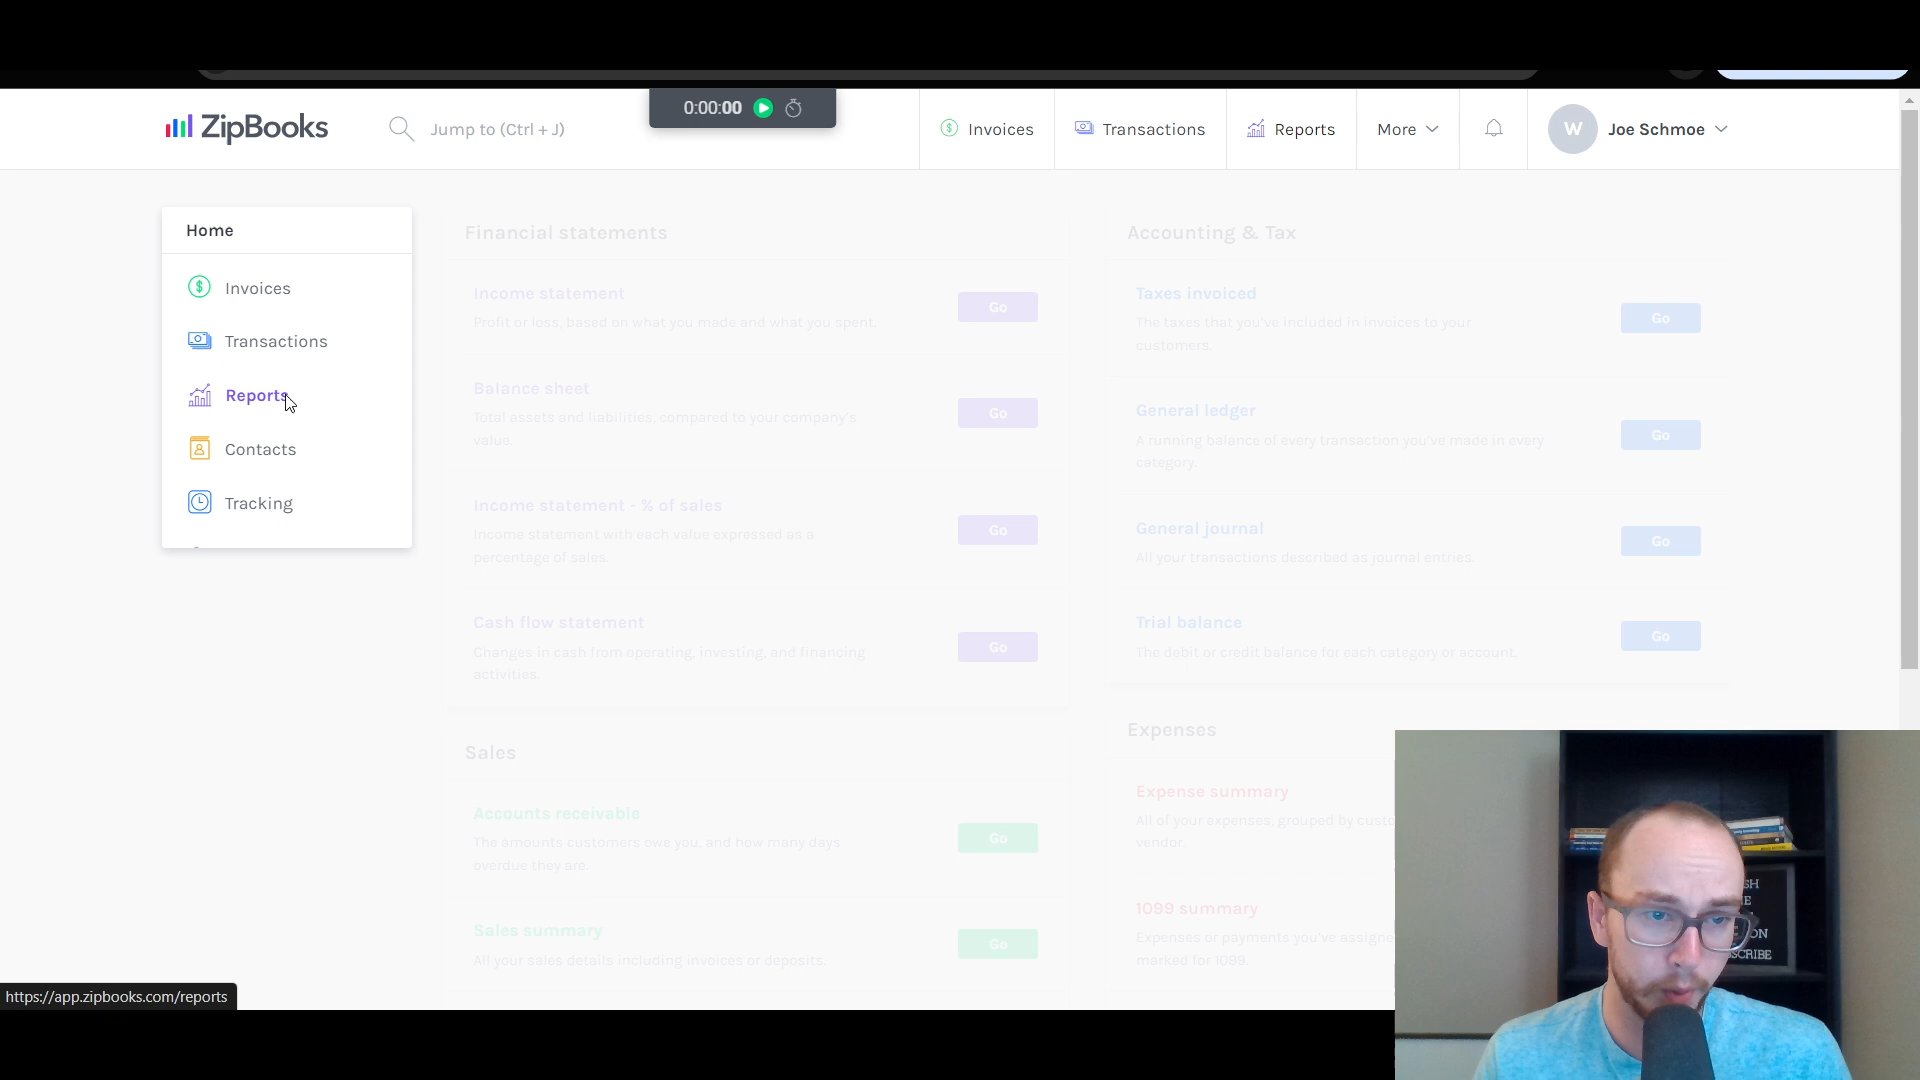 ZipBooks
Jump to (Ctrl + J)
0:00:00
Invoices
Transactions
Reports
More
W
Joe Schmoe
Home
Invoices
Transactions
Reports
Contacts
Tracking
Financial statements
Income statement
Profit or loss, based on what you made and what you spent.
Go
Balance sheet
Total assets and liabilities, compared to your company's
value.
Go
Income statement - % of sales
Income statement with each value expressed as a
percentage of sales.
Go
Cash flow statement
Changes in cash from operating, investing, and financing
activities.
Go
Sales
Accounts receivable
The amounts customers owe you, and how many days
overdue they are.
Go
Sales summary
All your sales details including invoices or deposits.
Go
Accounting & Tax
Taxes invoiced
The taxes that you've included in invoices to your
customers.
Go
General ledger
A running balance of every transaction you've made in every
category.
Go
General journal
All your transactions described as journal entries.
Go
Trial balance
The debit or credit balance for each category or account.
Go
Expenses
Expense summary
All of your expenses, grouped by custo
vendor.
1099 summary
Expenses or payments you've assigne
marked for 1099.
https://app.zipbooks.com/reports